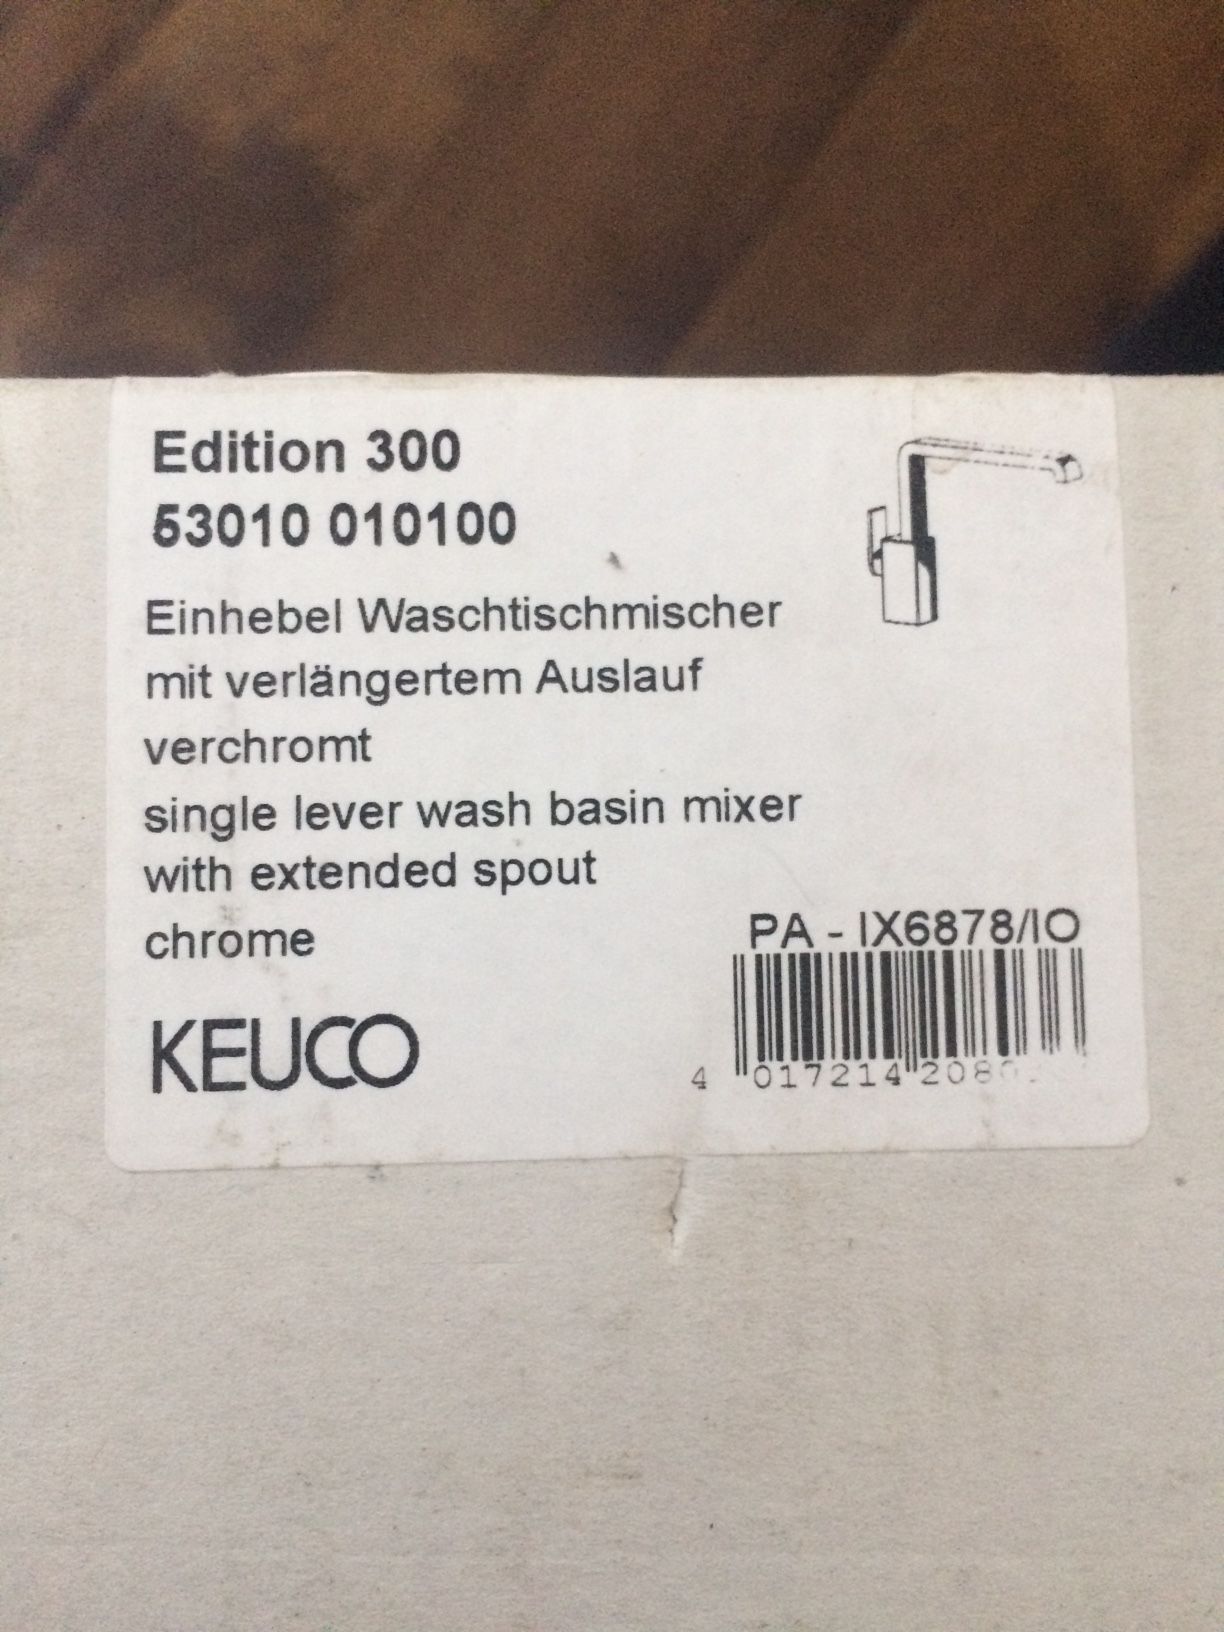 Edition 300
53010 010100
Einhebel Waschtischmischer
mit verlängertem Auslauf
verchromt
single lever wash basin mixer
with extended spout
chrome
PA - IX6878/IO
KEUCO
4 017214